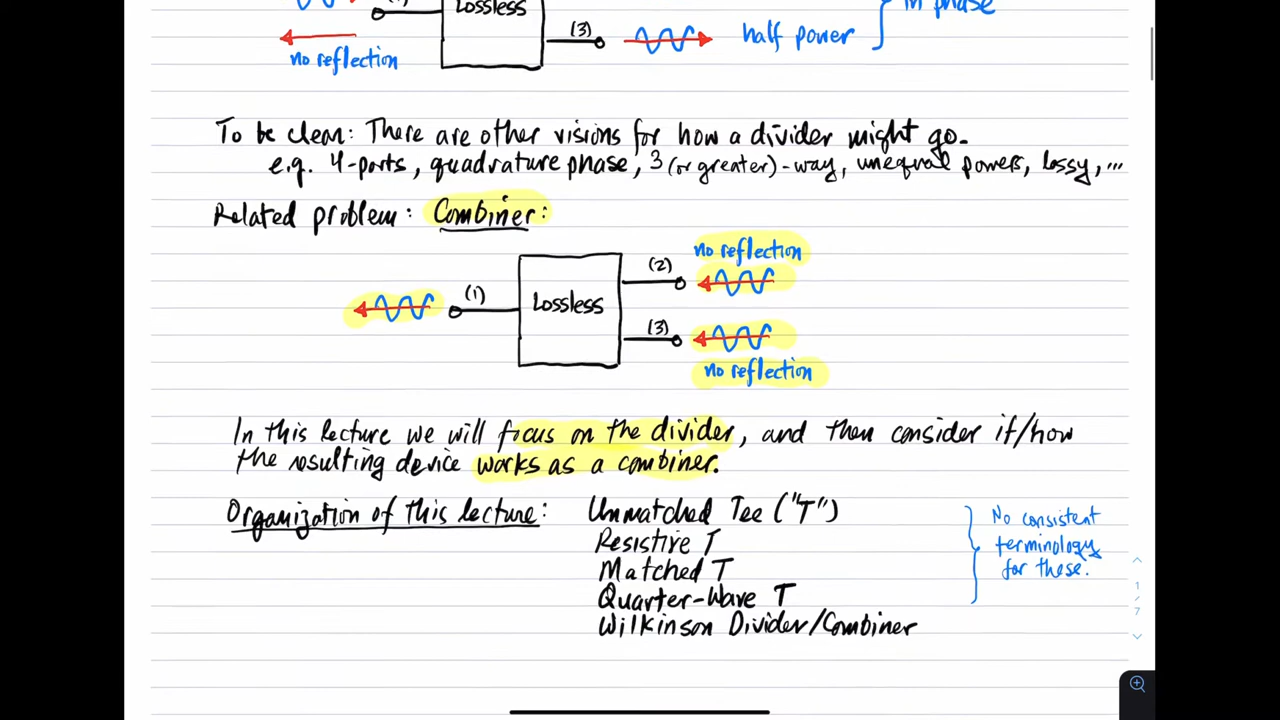 Lossless
(3)
half power
in phase
no reflection
To be clear: There are other visions for how a divider might go.
e.g. 4-ports, quadrature phase, 3 (or greater)-way, unequal powers, lossy, ...
Related problem: Combiner:
no reflection
(2)
(1)
Lossless
(3)
no reflection
In this lecture we will focus on the divider, and then consider if/how
the resulting device works as a combiner.
Organization of this lecture: Unmatched Tee ("T")
Resistive T
Matched T
Quarter-Wave T
Wilkinson Divider/Combiner
No consistent
terminology
for these.
1
/
7